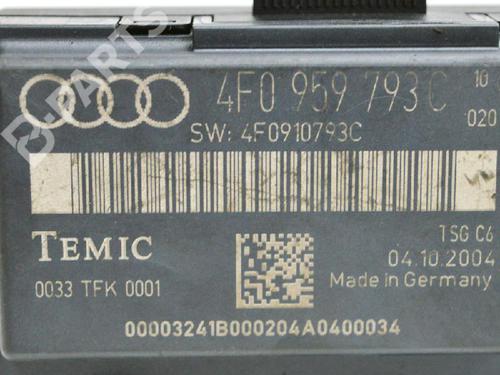 B-PARTS
4F0 959 793 C 10
020
SW: 4F0910793C
TEMIC
TSG C6
04.10.2004
0033 TFK 0001
Made in Germany
00003241B000204A0400034